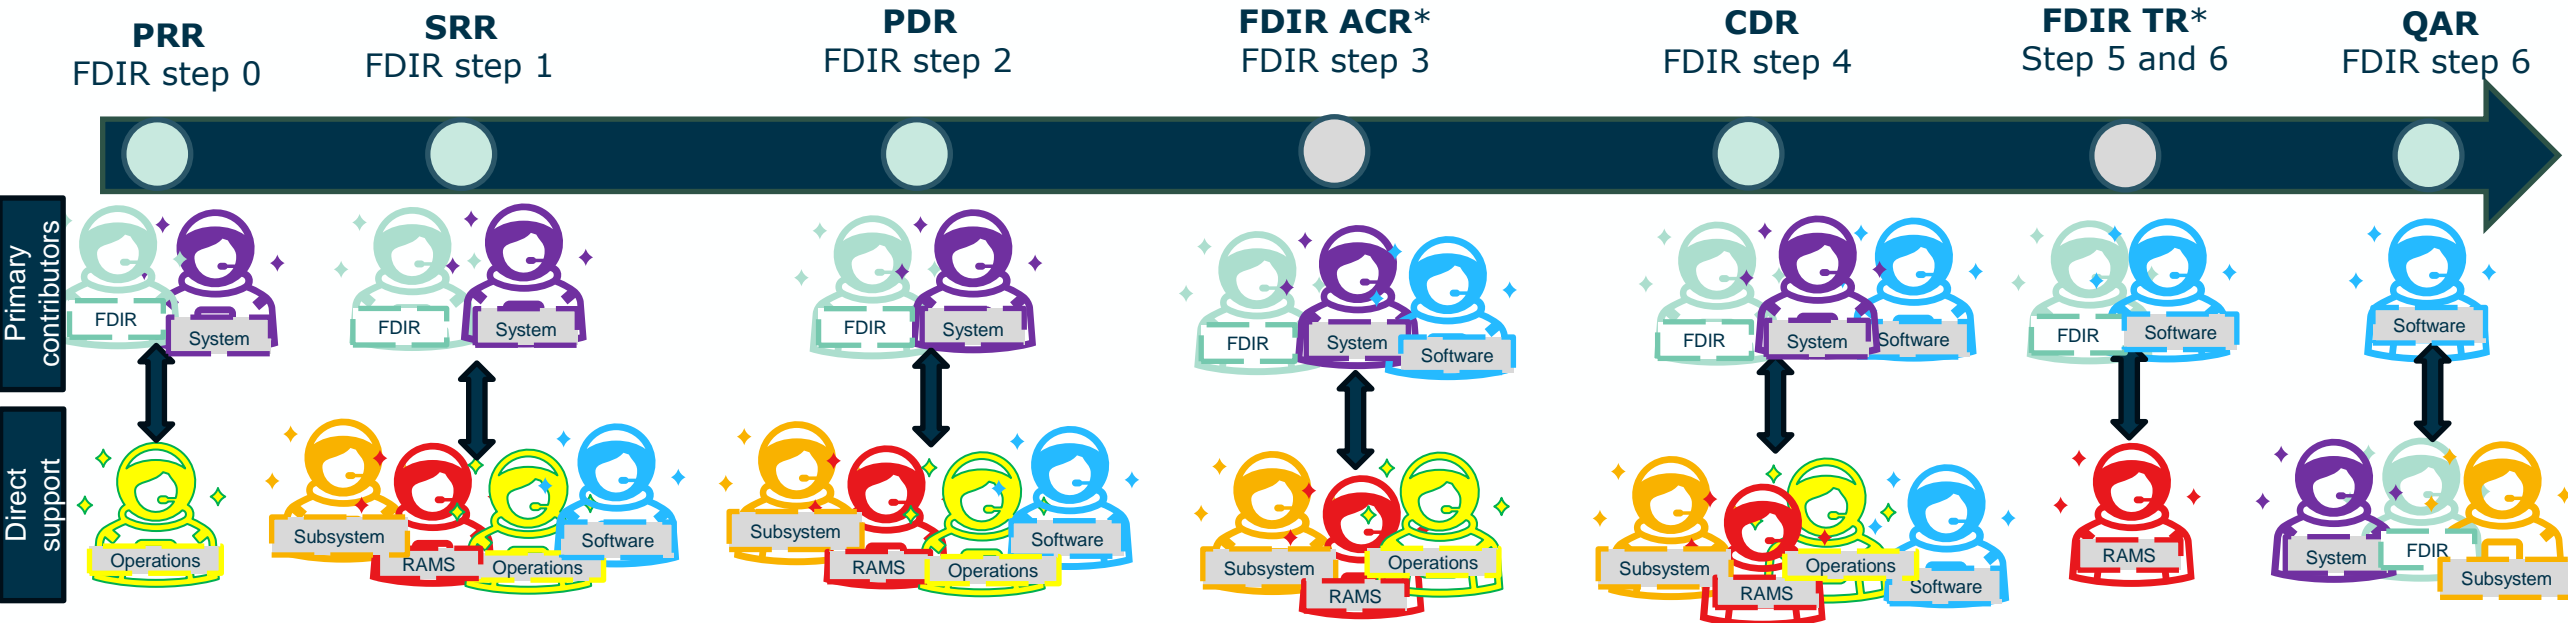 PRR
FDIR step 0
SRR
FDIR step 1
PDR
FDIR step 2
FDIR ACR*
FDIR step 3
CDR
FDIR step 4
FDIR TR*
Step 5 and 6
QAR
FDIR step 6
Primary
contributors
FDIR
System
FDIR
System
FDIR
System
FDIR
System
Software
FDIR
System
Software
FDIR
Software
Software
Direct
support
Operations
Subsystem
RAMS
Operations
Software
Subsystem
RAMS
Operations
Software
Subsystem
RAMS
Operations
Subsystem
RAMS
Operations
Software
RAMS
System
FDIR
Subsystem